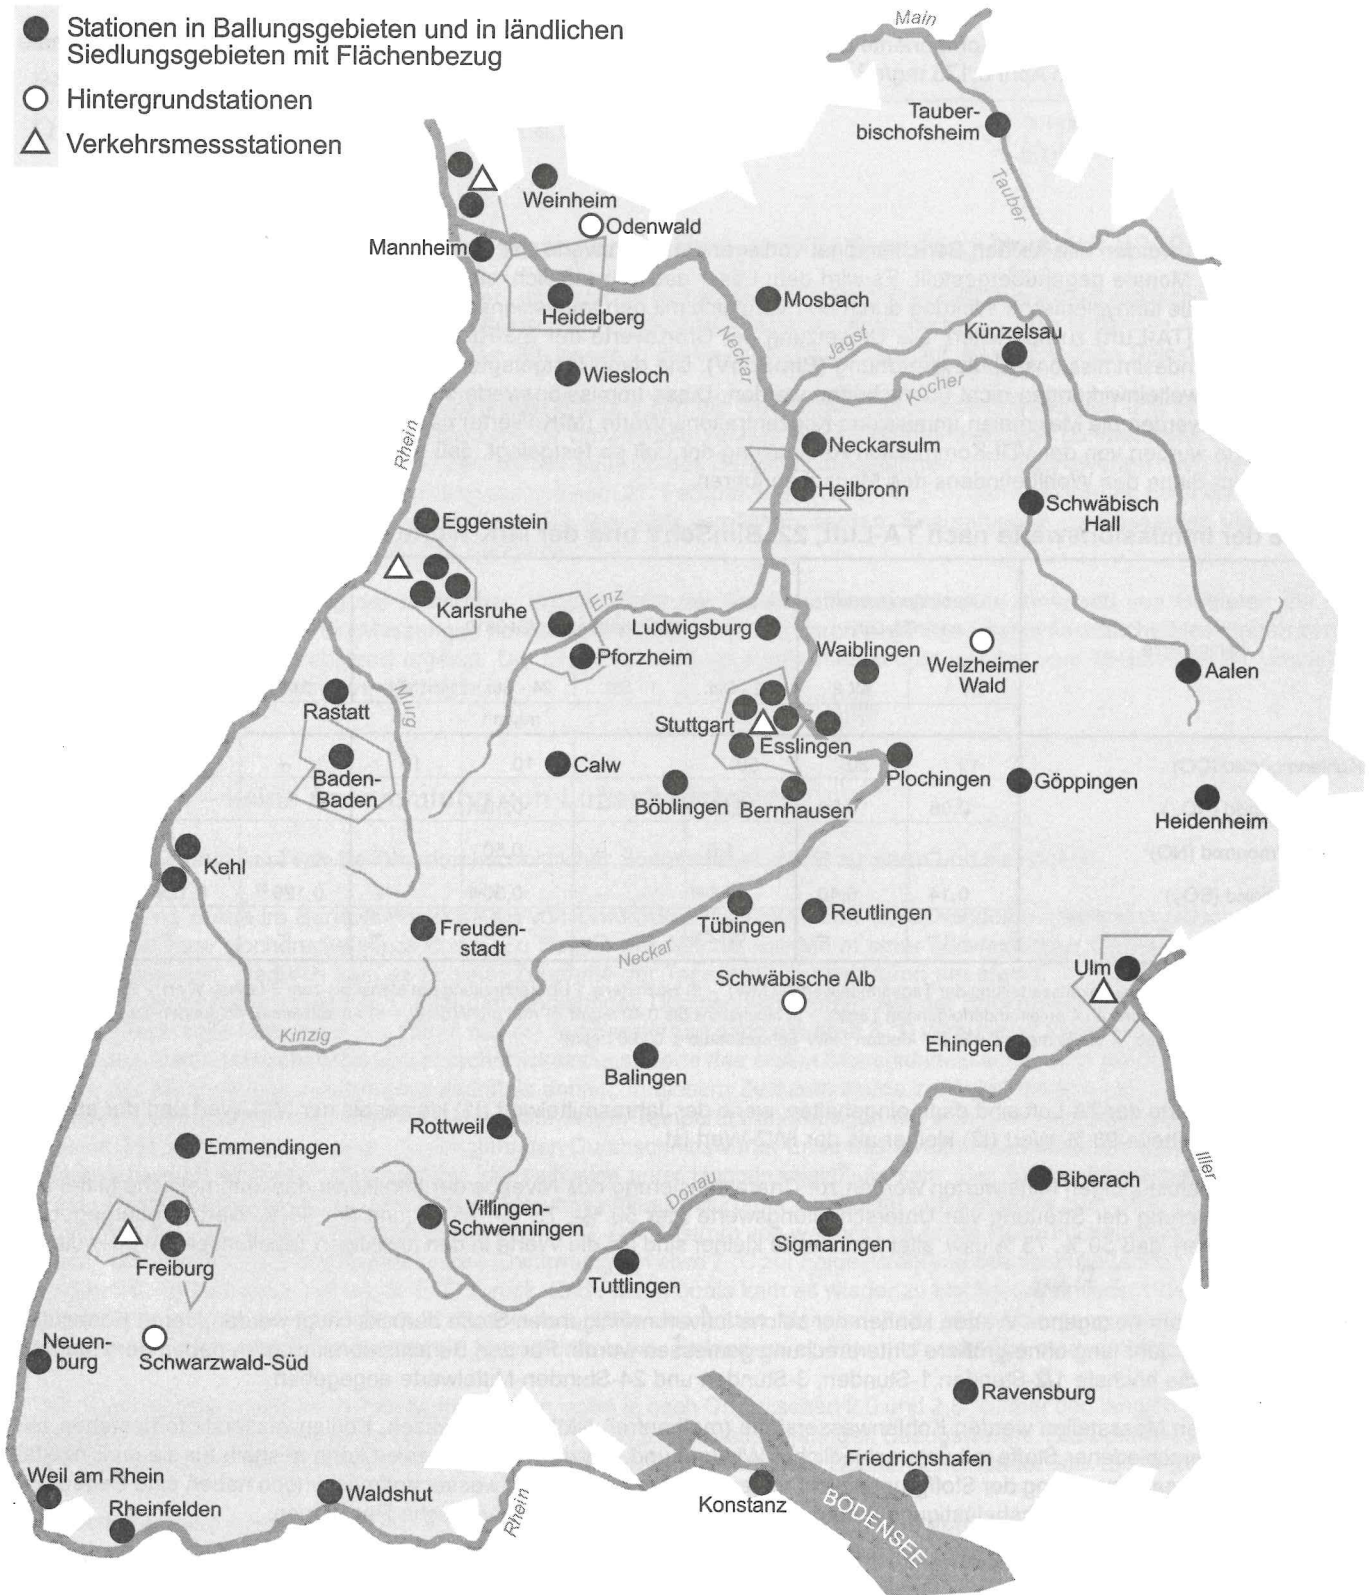 Stationen in Ballungsgebieten und in ländlichen
Siedlungsgebieten mit Flächenbezug
Hintergrundstationen
Verkehrsmessstationen
Main
Tauber-
bischofsheim
Tauber
Weinheim
Odenwald
Mannheim
Heidelberg
Mosbach
Neckar
Jagst
Künzelsau
Kocher
Wiesloch
Rhein
Neckarsulm
Heilbronn
Schwäbisch
Hall
Eggenstein
Karlsruhe
Enz
Pforzheim
Ludwigsburg
Waiblingen
Welzheimer
Wald
Aalen
Rastatt
Murg
Stuttgart
Esslingen
Baden-
Baden
Calw
Böblingen
Bernhausen
Plochingen
Göppingen
Heidenheim
Kehl
Freuden-
stadt
Tübingen
Reutlingen
Neckar
Schwäbische Alb
Ulm
Kinzig
Ehingen
Balingen
Rottweil
Emmendingen
Iller
Biberach
Donau
Villingen-
Schwenningen
Sigmaringen
Freiburg
Tuttlingen
Neuen-
burg
Schwarzwald-Süd
Ravensburg
Weil am Rhein
Rheinfelden
Waldshut
Rhein
Konstanz
Friedrichshafen
BODENSEE